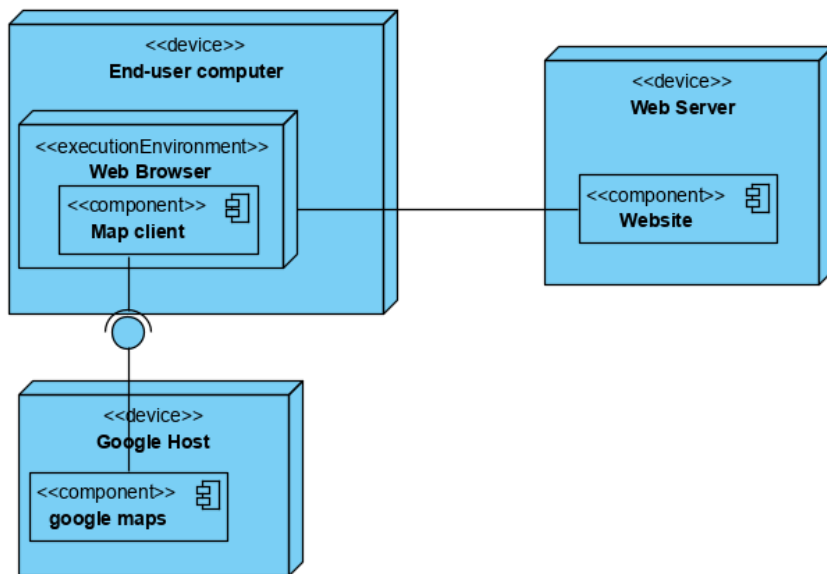 <<device>>
End-user computer
<<executionEnvironment>>
Web Browser
<<component>>
Map client
<<device>>
Web Server
<<component>>
Website
<<device>>
Google Host
<<component>>
google maps